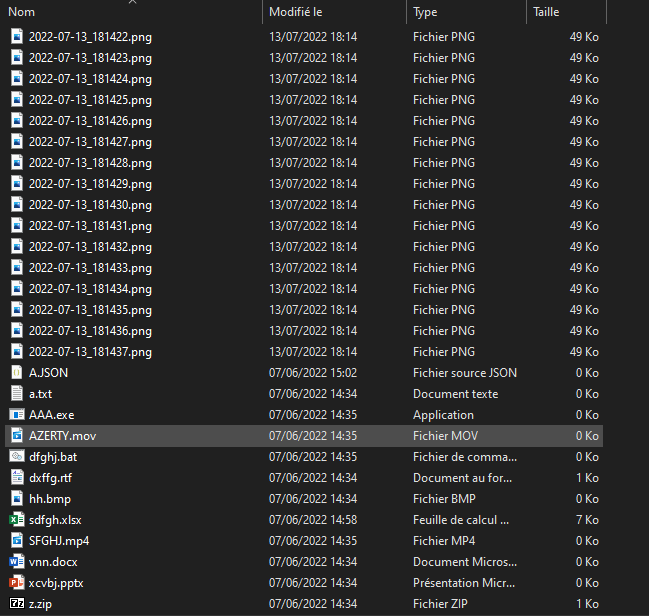 Nom Modifié le Type Taille
2022-07-13_181422.png 13/07/2022 18:14 Fichier PNG 49 Ko
2022-07-13_181423.png 13/07/2022 18:14 Fichier PNG 49 Ko
2022-07-13_181424.png 13/07/2022 18:14 Fichier PNG 49 Ko
2022-07-13_181425.png 13/07/2022 18:14 Fichier PNG 49 Ko
2022-07-13_181426.png 13/07/2022 18:14 Fichier PNG 49 Ko
2022-07-13_181427.png 13/07/2022 18:14 Fichier PNG 49 Ko
2022-07-13_181428.png 13/07/2022 18:14 Fichier PNG 49 Ko
2022-07-13_181429.png 13/07/2022 18:14 Fichier PNG 49 Ko
2022-07-13_181430.png 13/07/2022 18:14 Fichier PNG 49 Ko
2022-07-13_181431.png 13/07/2022 18:14 Fichier PNG 49 Ko
2022-07-13_181432.png 13/07/2022 18:14 Fichier PNG 49 Ko
2022-07-13_181433.png 13/07/2022 18:14 Fichier PNG 49 Ko
2022-07-13_181434.png 13/07/2022 18:14 Fichier PNG 49 Ko
2022-07-13_181435.png 13/07/2022 18:14 Fichier PNG 49 Ko
2022-07-13_181436.png 13/07/2022 18:14 Fichier PNG 49 Ko
2022-07-13_181437.png 13/07/2022 18:14 Fichier PNG 49 Ko
A.JSON 07/06/2022 15:02 Fichier source JSON 0 Ko
a.txt 07/06/2022 14:34 Document texte 0 Ko
AAA.exe 07/06/2022 14:35 Application 0 Ko
AZERTY.mov 07/06/2022 14:35 Fichier MOV 0 Ko
dfghj.bat 07/06/2022 14:35 Fichier de comma... 0 Ko
dxffg.rtf 07/06/2022 14:34 Document au for... 1 Ko
hh.bmp 07/06/2022 14:34 Fichier BMP 0 Ko
sdfgh.xlsx 07/06/2022 14:58 Feuille de calcul ... 7 Ko
SFGHJ.mp4 07/06/2022 14:35 Fichier MP4 0 Ko
vnn.docx 07/06/2022 14:34 Document Micros... 0 Ko
xcvbj.pptx 07/06/2022 14:34 Présentation Micr... 0 Ko
z.zip 07/06/2022 14:34 Fichier ZIP 1 Ko